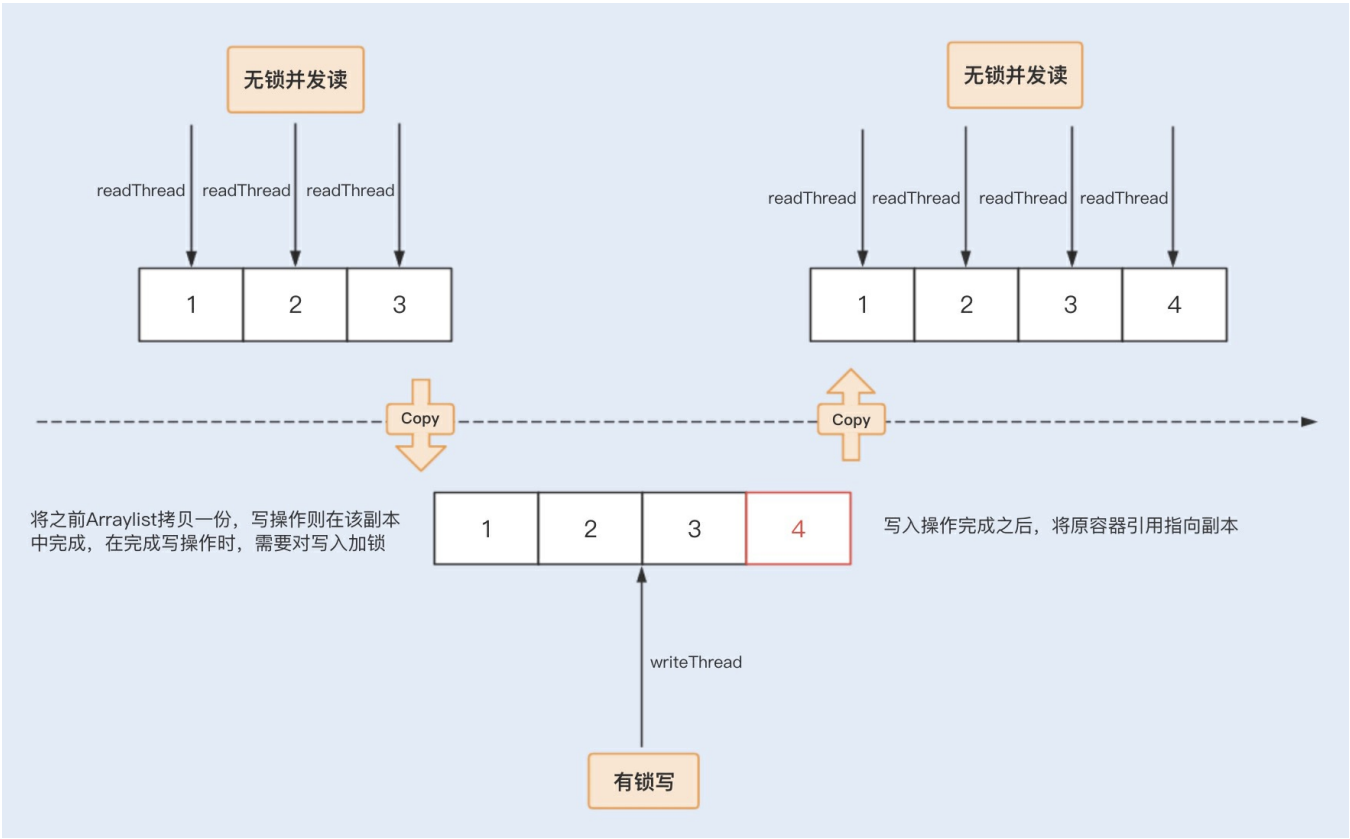 无锁并发读
无锁并发读
readThread readThread readThread
readThread readThread readThread readThread
1 2 3
1 2 3 4
Copy
Copy
将之前Arraylist拷贝一份，写操作则在该副本
中完成，在完成写操作时，需要对写入加锁
1 2 3 4
写入操作完成之后，将原容器引用指向副本
writeThread
有锁写